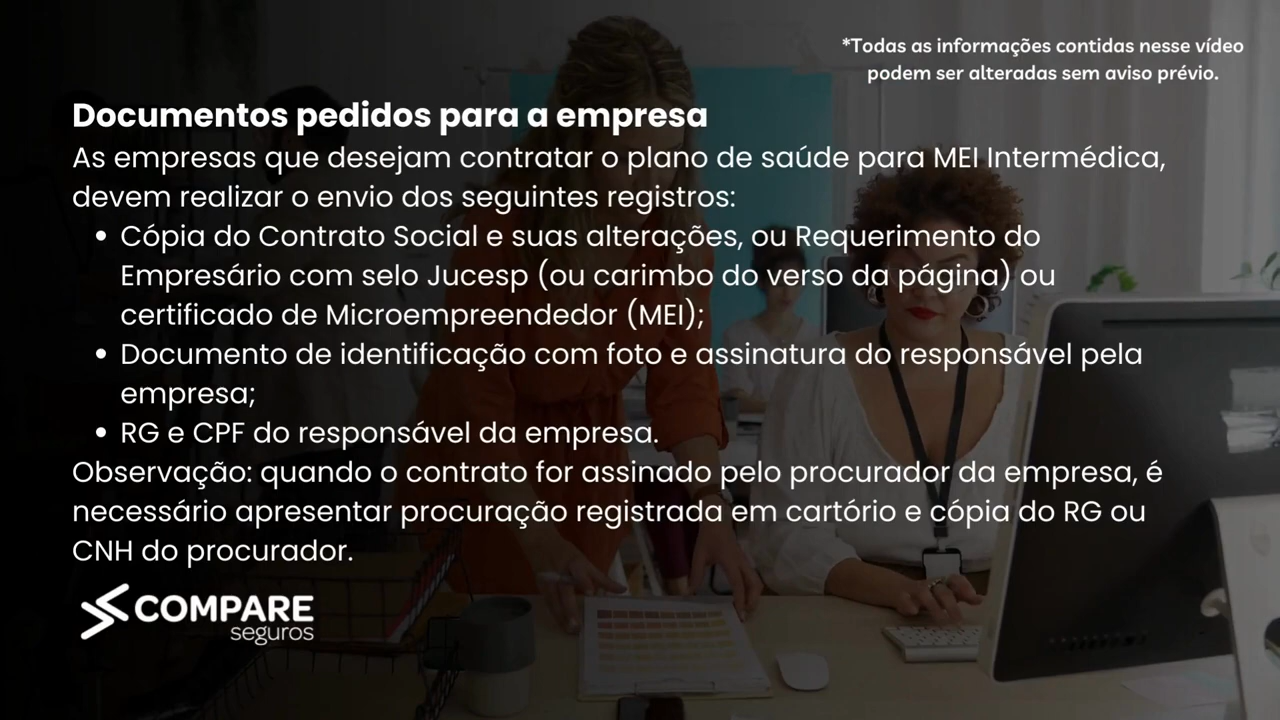 *Todas as informações contidas nesse vídeo
podem ser alteradas sem aviso prévio.
Documentos pedidos para a empresa
As empresas que desejam contratar o plano de saúde para MEI Intermédica,
devem realizar o envio dos seguintes registros:
• Cópia do Contrato Social e suas alterações, ou Requerimento do
Empresário com selo Jucesp (ou carimbo do verso da página) ou
certificado de Microempreendedor (MEI);
• Documento de identificação com foto e assinatura do responsável pela
empresa;
• RG e CPF do responsável da empresa.
Observação: quando o contrato for assinado pelo procurador da empresa, é
necessário apresentar procuração registrada em cartório e cópia do RG ou
CNH do procurador.
COMPARE
seguros